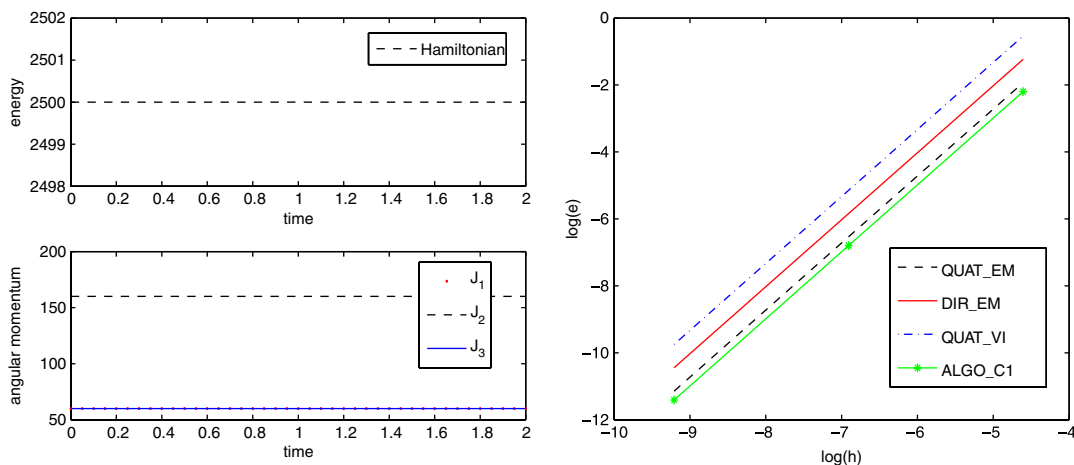 2502
2501
2500
2499
2498
energy
Hamiltonian
0 0.2 0.4 0.6 0.8 1 1.2 1.4 1.6 1.8 2
time
200
150
100
50
angular momentum
J1
J2
J3
0 0.2 0.4 0.6 0.8 1 1.2 1.4 1.6 1.8 2
time
0
−2
−4
−6
−8
−10
−12
log(e)
QUAT_EM
DIR_EM
QUAT_VI
ALGO_C1
−10 −9 −8 −7 −6 −5 −4
log(h)